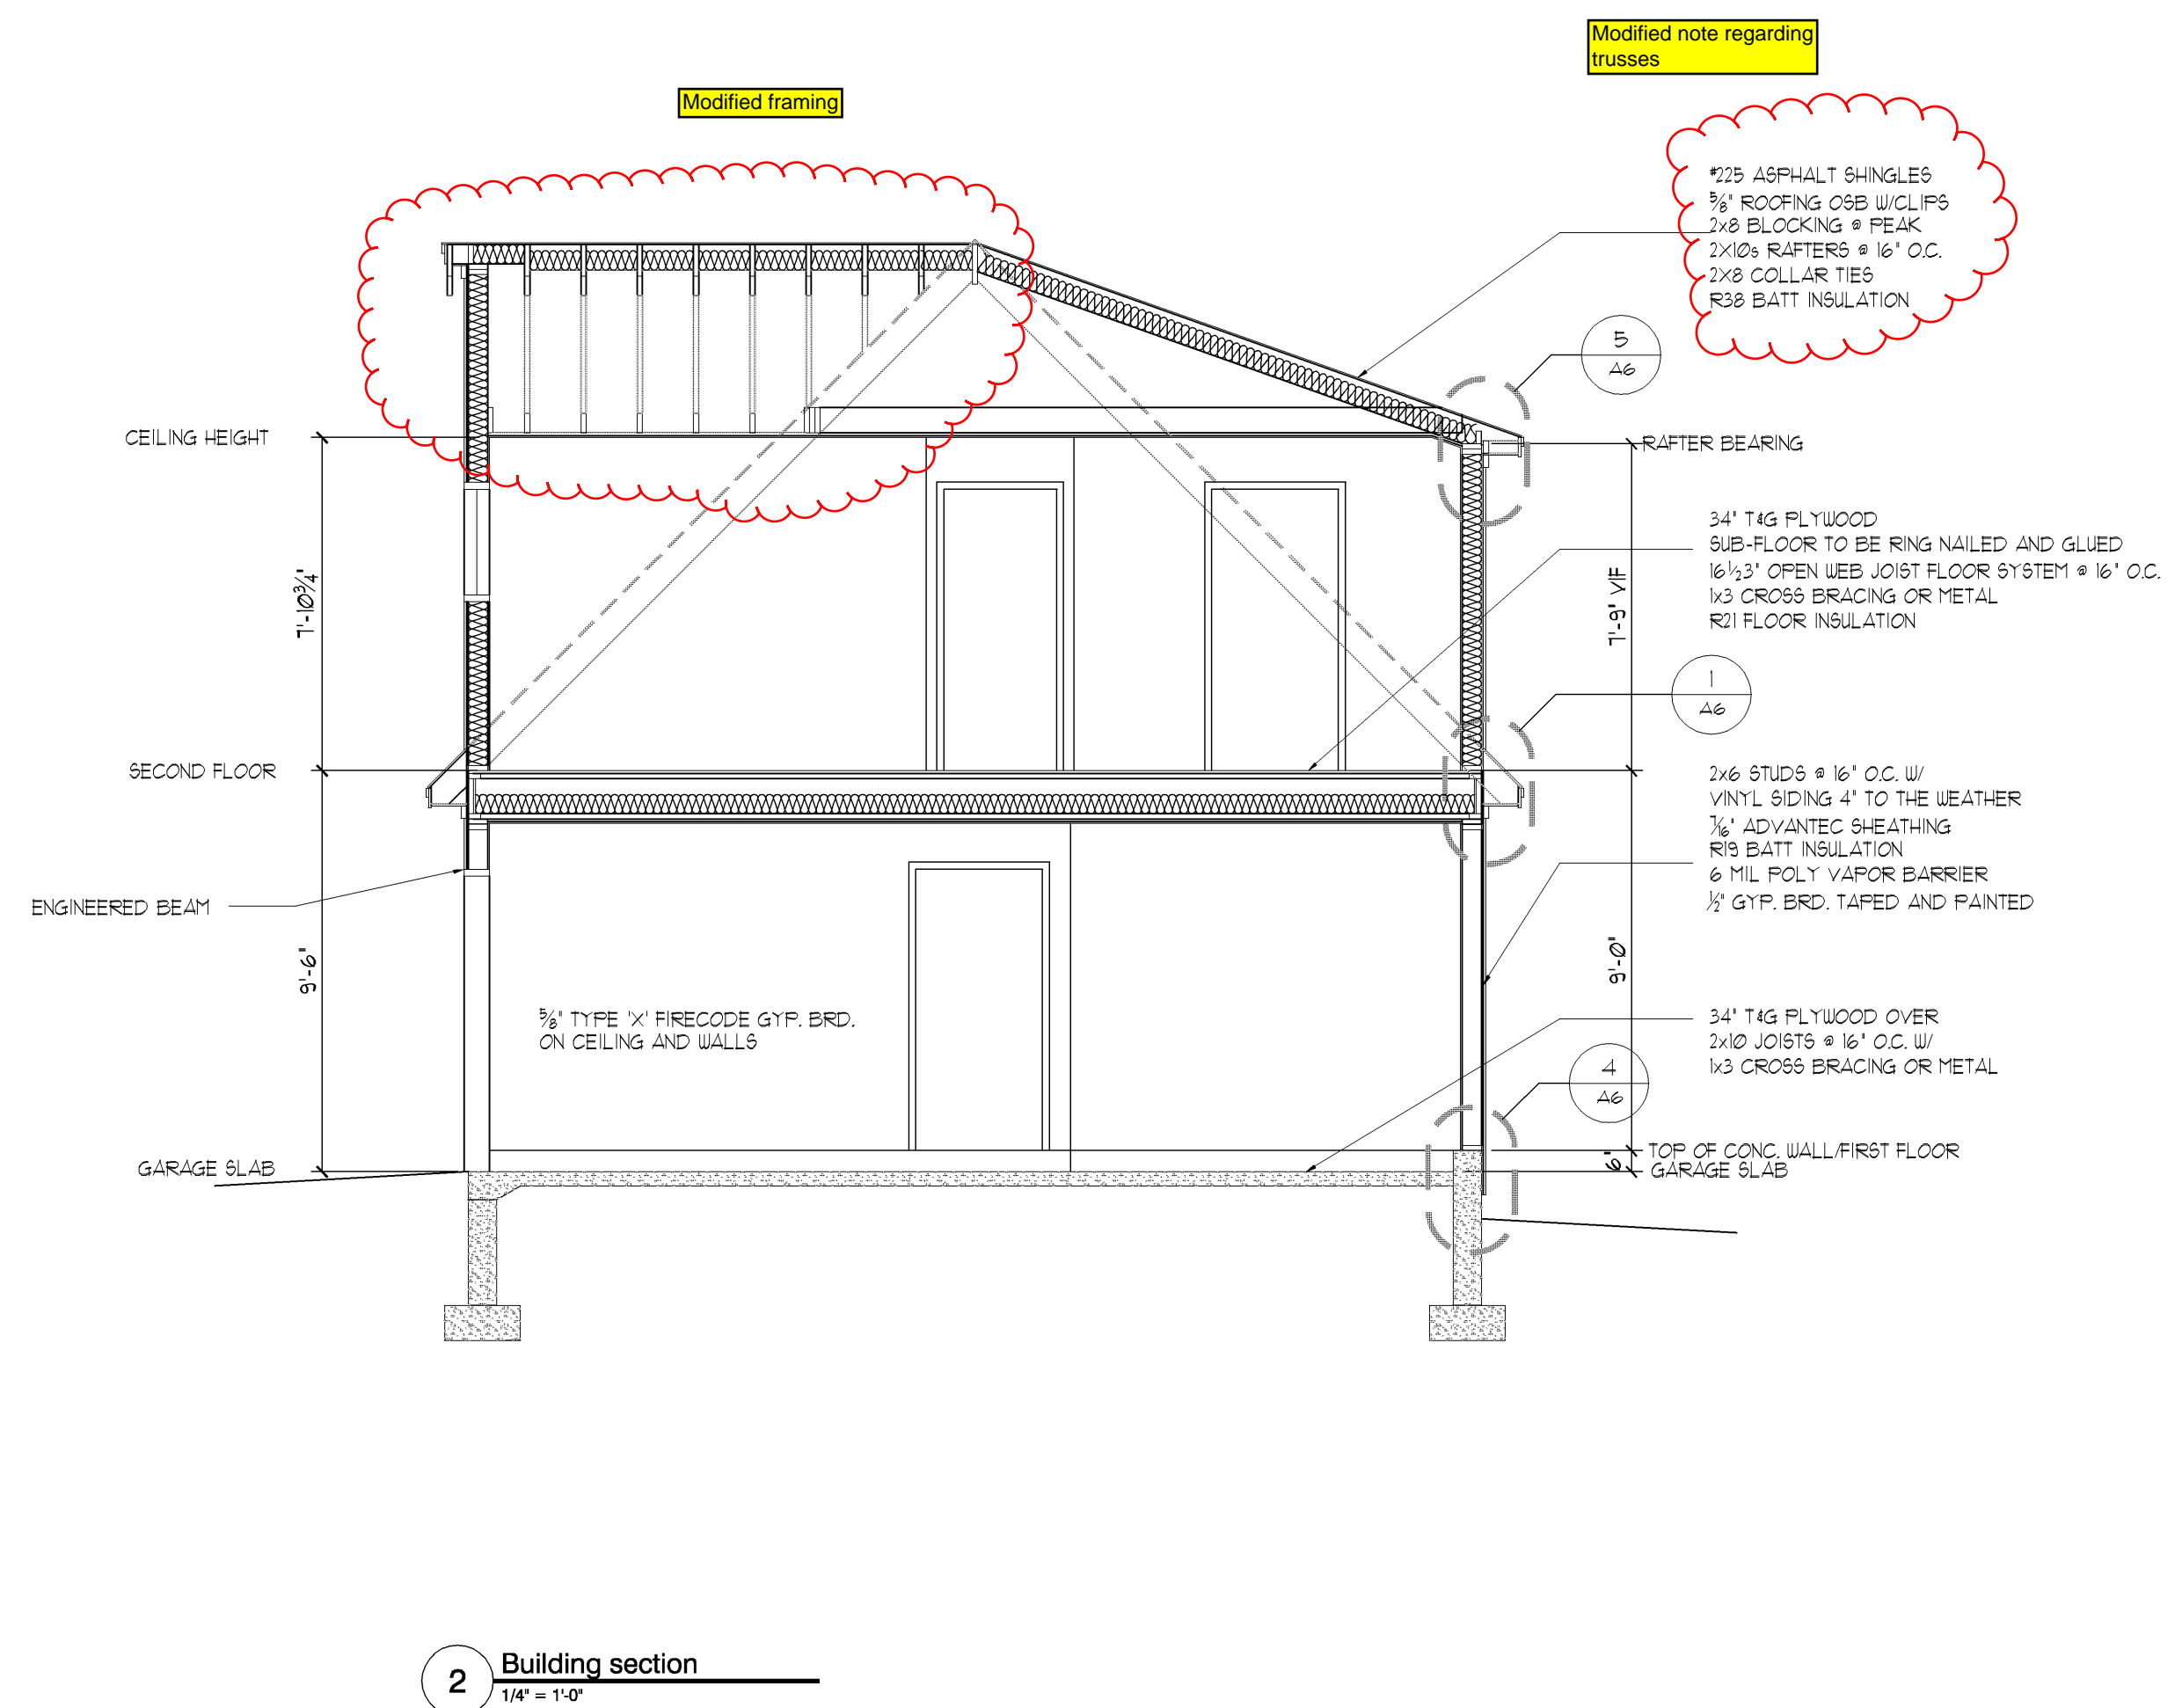 Modified note regarding
trusses
Modified framing
#225 ASPHALT SHINGLES
5/8" ROOFING OSB W/CLIPS
2x8 BLOCKING @ PEAK
2X10s RAFTERS @ 16" O.C.
2X8 COLLAR TIES
R38 BATT INSULATION
5
A6
CEILING HEIGHT
RAFTER BEARING
34" T&G PLYWOOD
SUB-FLOOR TO BE RING NAILED AND GLUED
16 1/23" OPEN WEB JOIST FLOOR SYSTEM @ 16" O.C.
1x3 CROSS BRACING OR METAL
R21 FLOOR INSULATION
7'-10 3/4"
7'-9" VIF
1
A6
SECOND FLOOR
2x6 STUDS @ 16" O.C. W/
VINYL SIDING 4" TO THE WEATHER
7/16" ADVANTEC SHEATHING
R19 BATT INSULATION
6 MIL POLY VAPOR BARRIER
1/2" GYP. BRD. TAPED AND PAINTED
ENGINEERED BEAM
9'-6"
9'-0"
5/8" TYPE 'X' FIRECODE GYP. BRD.
ON CEILING AND WALLS
34" T&G PLYWOOD OVER
2x10 JOISTS @ 16" O.C. W/
1x3 CROSS BRACING OR METAL
4
A6
TOP OF CONC. WALL/FIRST FLOOR
6"
GARAGE SLAB
GARAGE SLAB
2
Building section
1/4" = 1'-0"